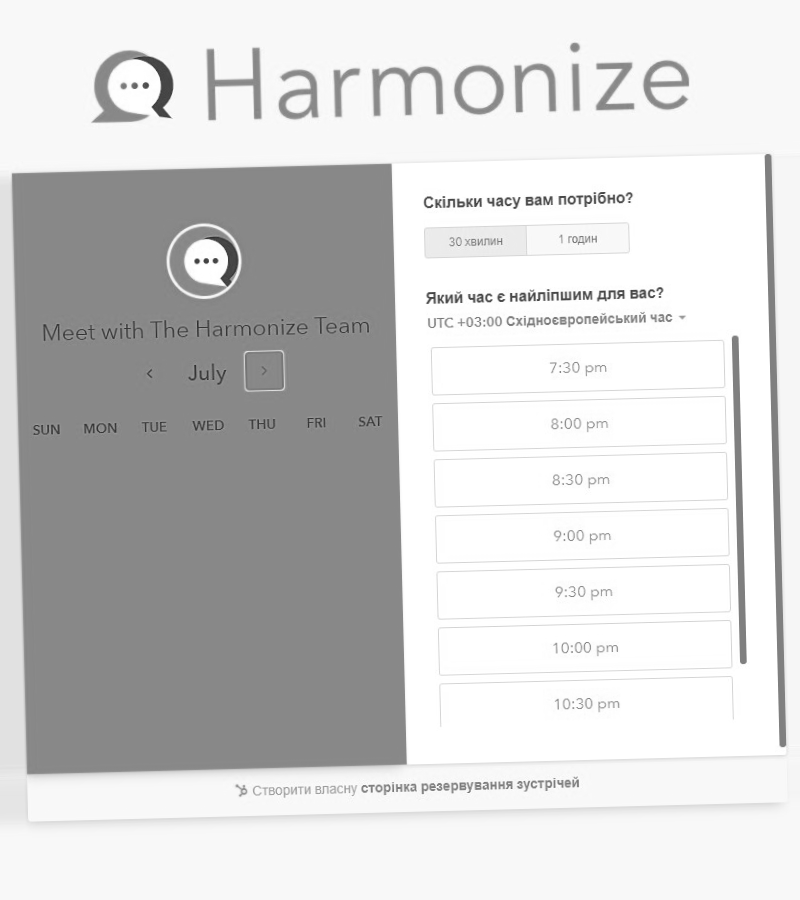 Harmonize
Meet with The Harmonize Team
July
SUN MON TUE WED THU FRI SAT
Скільки часу вам потрібно?
30 хвилин 1 годин
Який час є найліпшим для вас?
UTC +03:00 Східноєвропейський час
7:30 pm
8:00 pm
8:30 pm
9:00 pm
9:30 pm
10:00 pm
10:30 pm
Створити власну сторінка резервування зустрічей